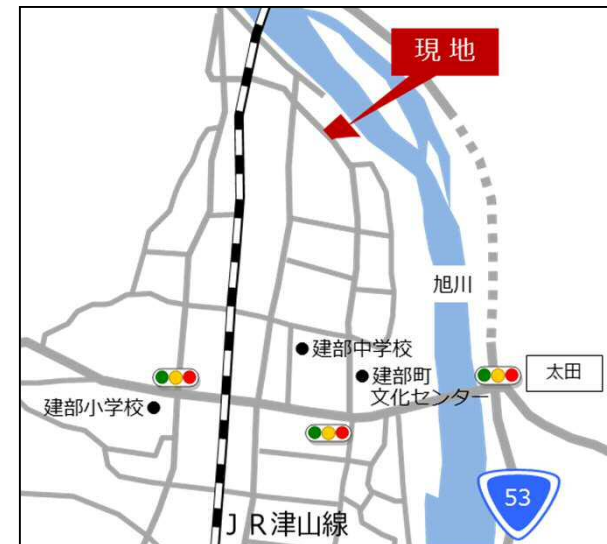 現地
旭川
建部中学校
建部町
文化センター
太田
建部小学校
53
JR津山線